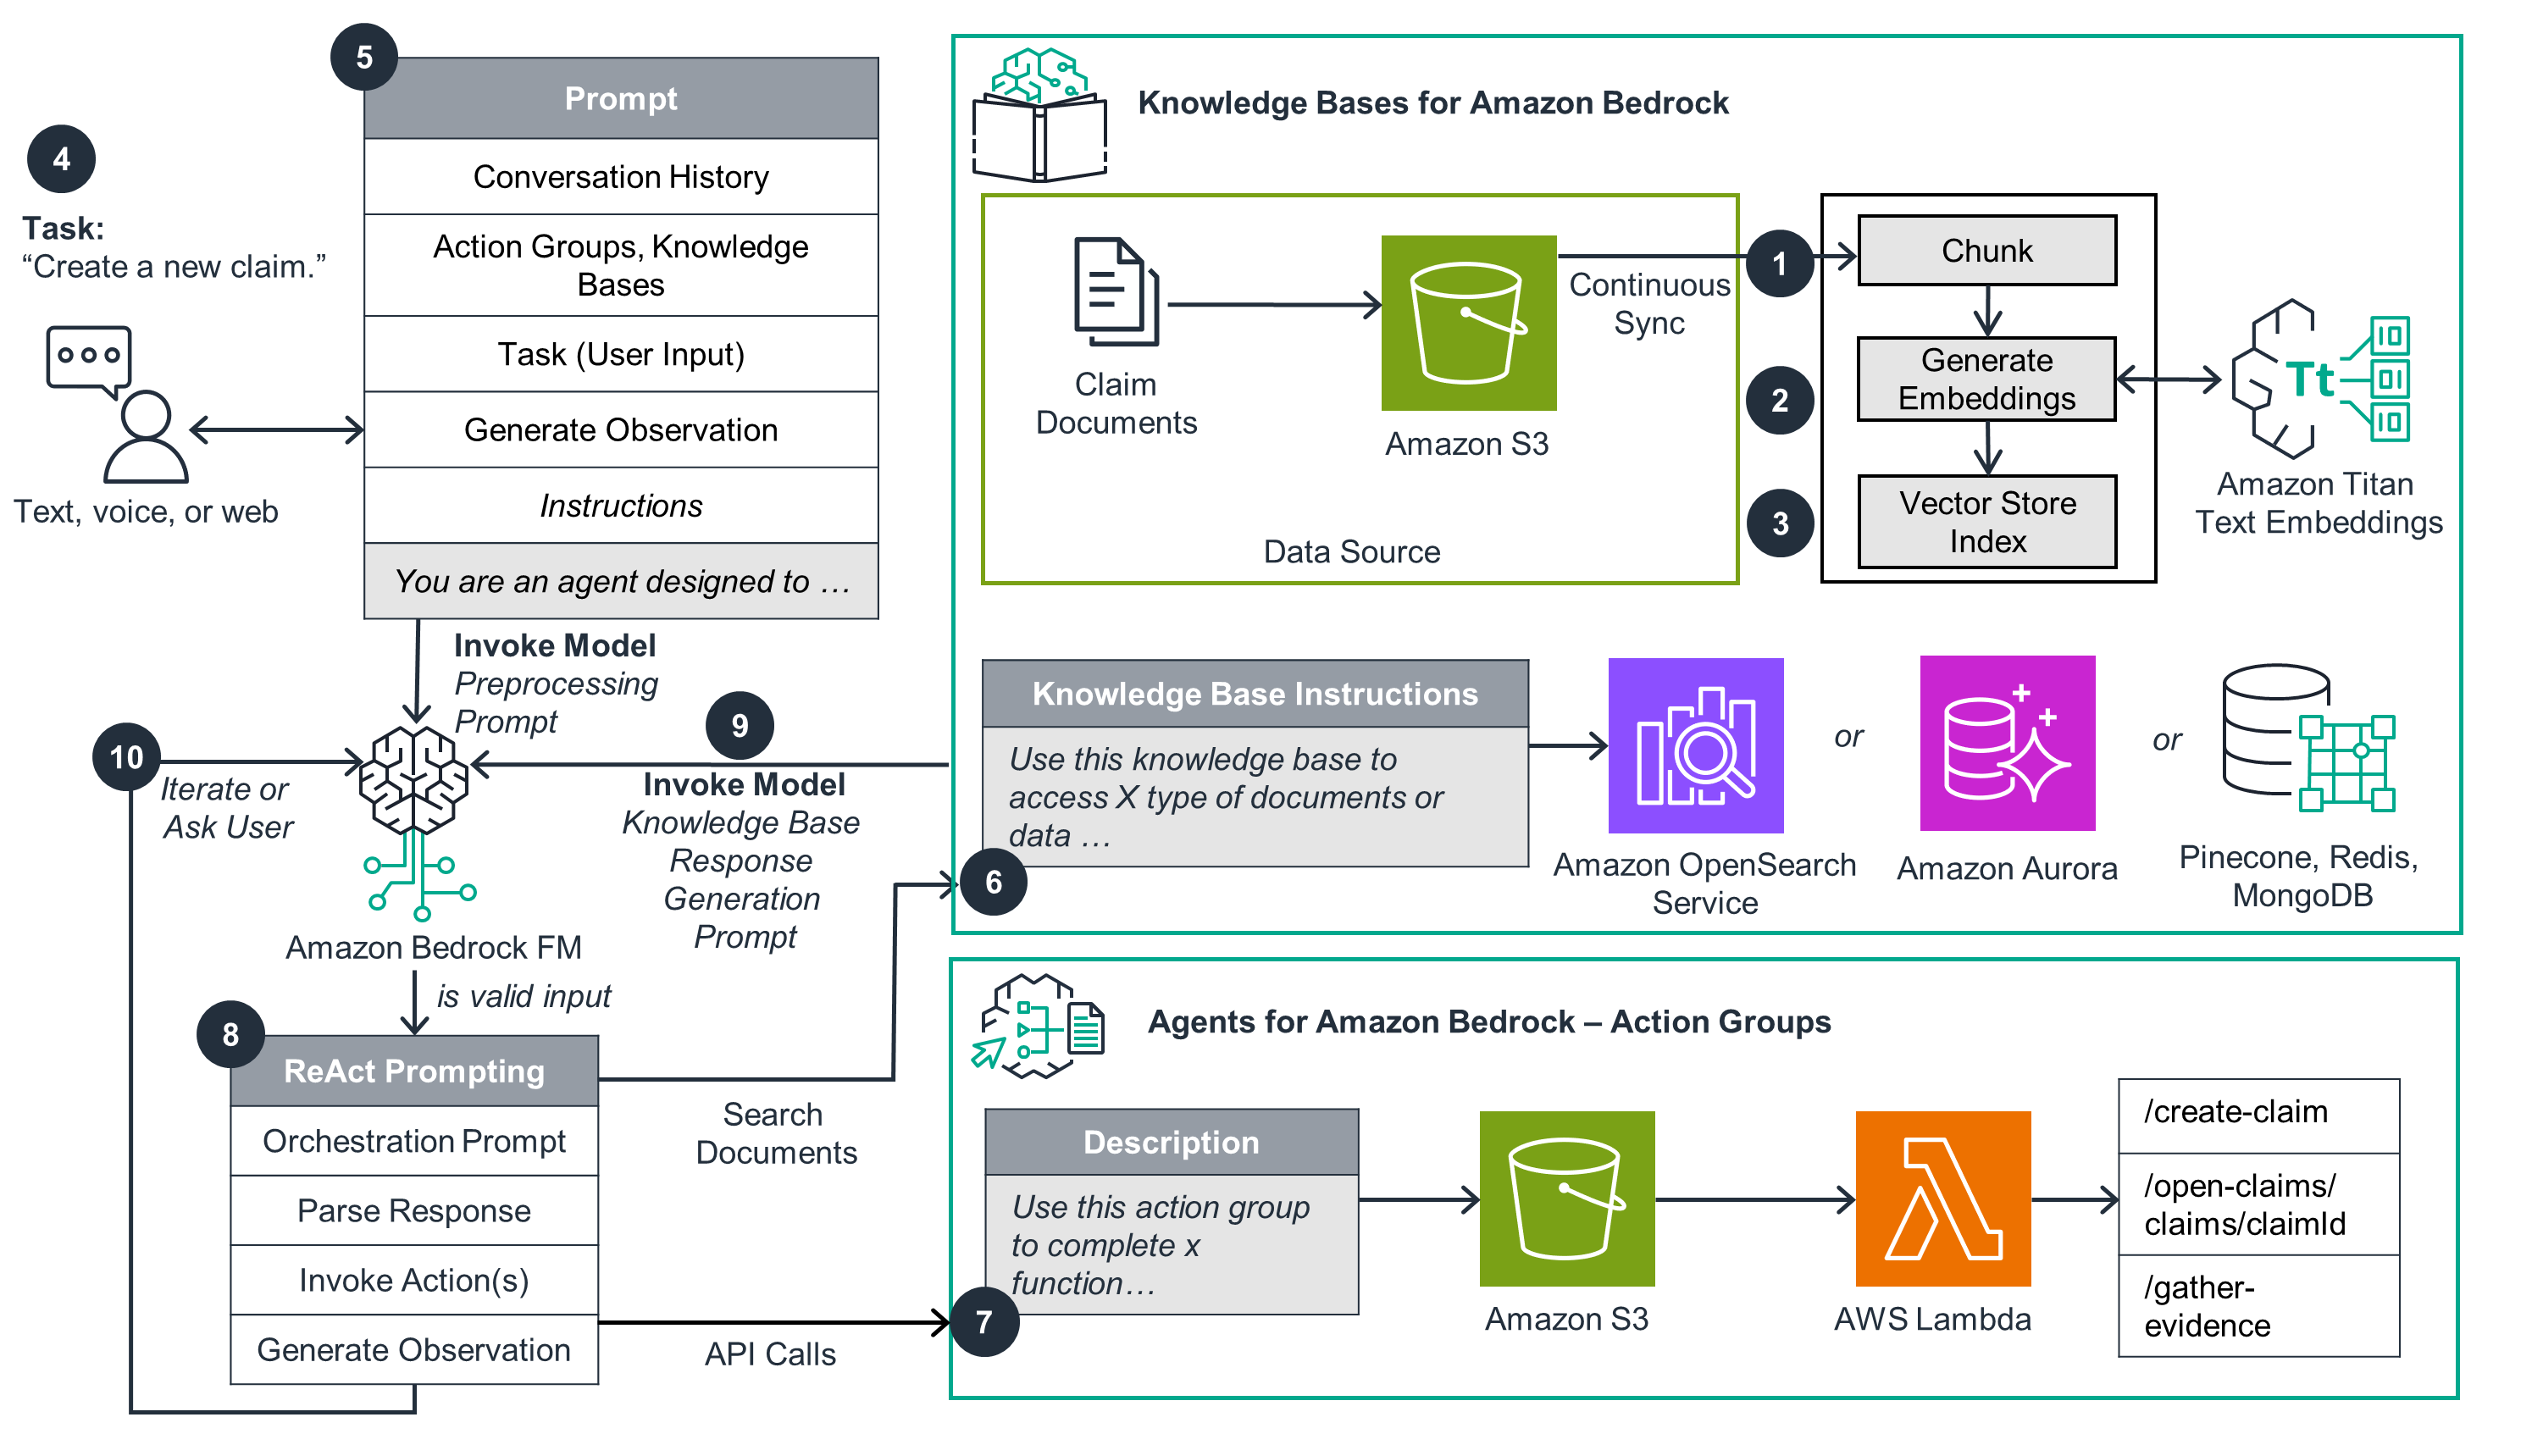 5
Prompt
Conversation History
Action Groups, Knowledge
Bases
Task (User Input)
Generate Observation
Instructions
You are an agent designed to …
4
Task:
“Create a new claim.”
Text, voice, or web
Invoke Model
Preprocessing
Prompt
10
Iterate or
Ask User
9
Invoke Model
Knowledge Base
Response
Generation
Prompt
Amazon Bedrock FM
is valid input
8
ReAct Prompting
Orchestration Prompt
Parse Response
Invoke Action(s)
Generate Observation
Search
Documents
API Calls
Knowledge Bases for Amazon Bedrock
Claim
Documents
Amazon S3
Continuous
Sync
Data Source
1
Chunk
2
Generate
Embeddings
3
Vector Store
Index
Tt
Amazon Titan
Text Embeddings
Knowledge Base Instructions
Use this knowledge base to
access X type of documents or
data …
6
Amazon OpenSearch
Service
or
Amazon Aurora
or
Pinecone, Redis,
MongoDB
Agents for Amazon Bedrock – Action Groups
Description
Use this action group
to complete x
function…
7
Amazon S3
AWS Lambda
/create-claim
/open-claims/
claims/claimId
/gather-
evidence